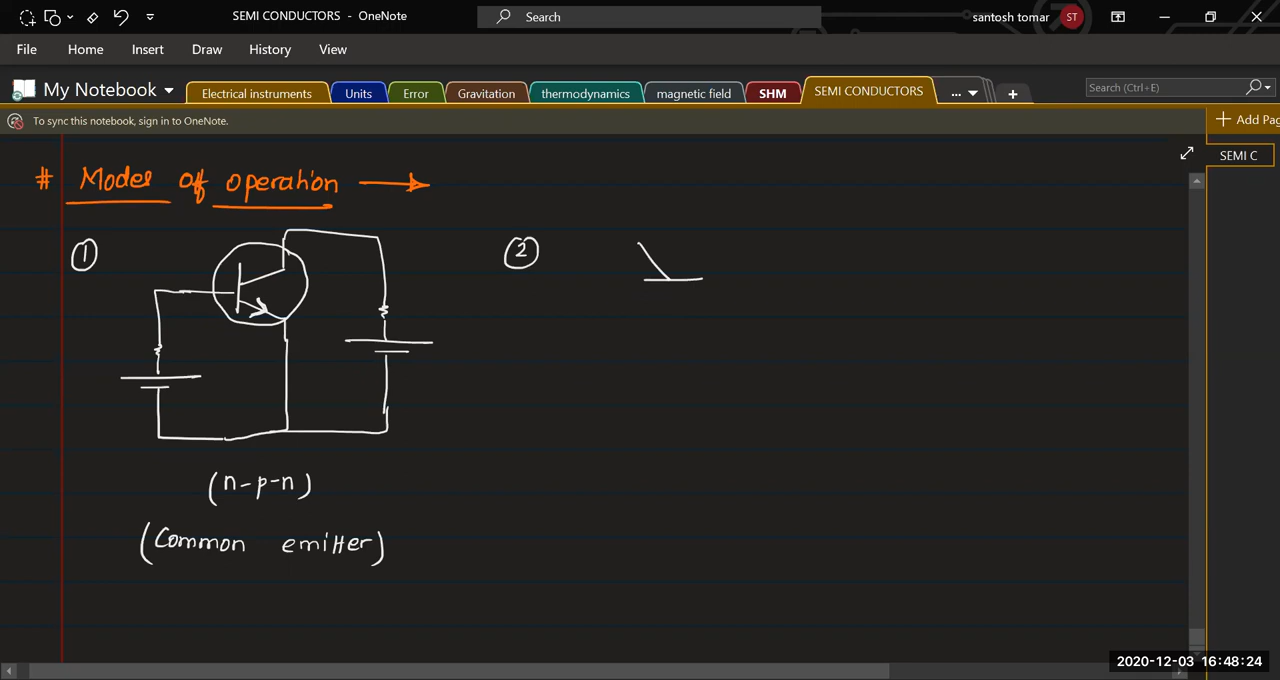 SEMI CONDUCTORS - OneNote
Search
santosh tomar ST
File Home Insert Draw History View
My Notebook Electrical instruments Units Error Gravitation thermodynamics magnetic field SHM SEMI CONDUCTORS ... + Search (Ctrl+E)
To sync this notebook, sign in to OneNote.
+ Add Pag
SEMI C
# Modes of operation →
① ②
(n-p-n)
(Common emitter)
2020-12-03 16:48:24